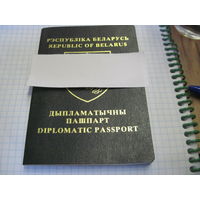 РЭСПУБЛІКА БЕЛАРУСЬ
REPUBLIC OF BELARUS
ДЫПЛАМАТЫЧНЫ
ПАШПАРТ
DIPLOMATIC PASSPORT